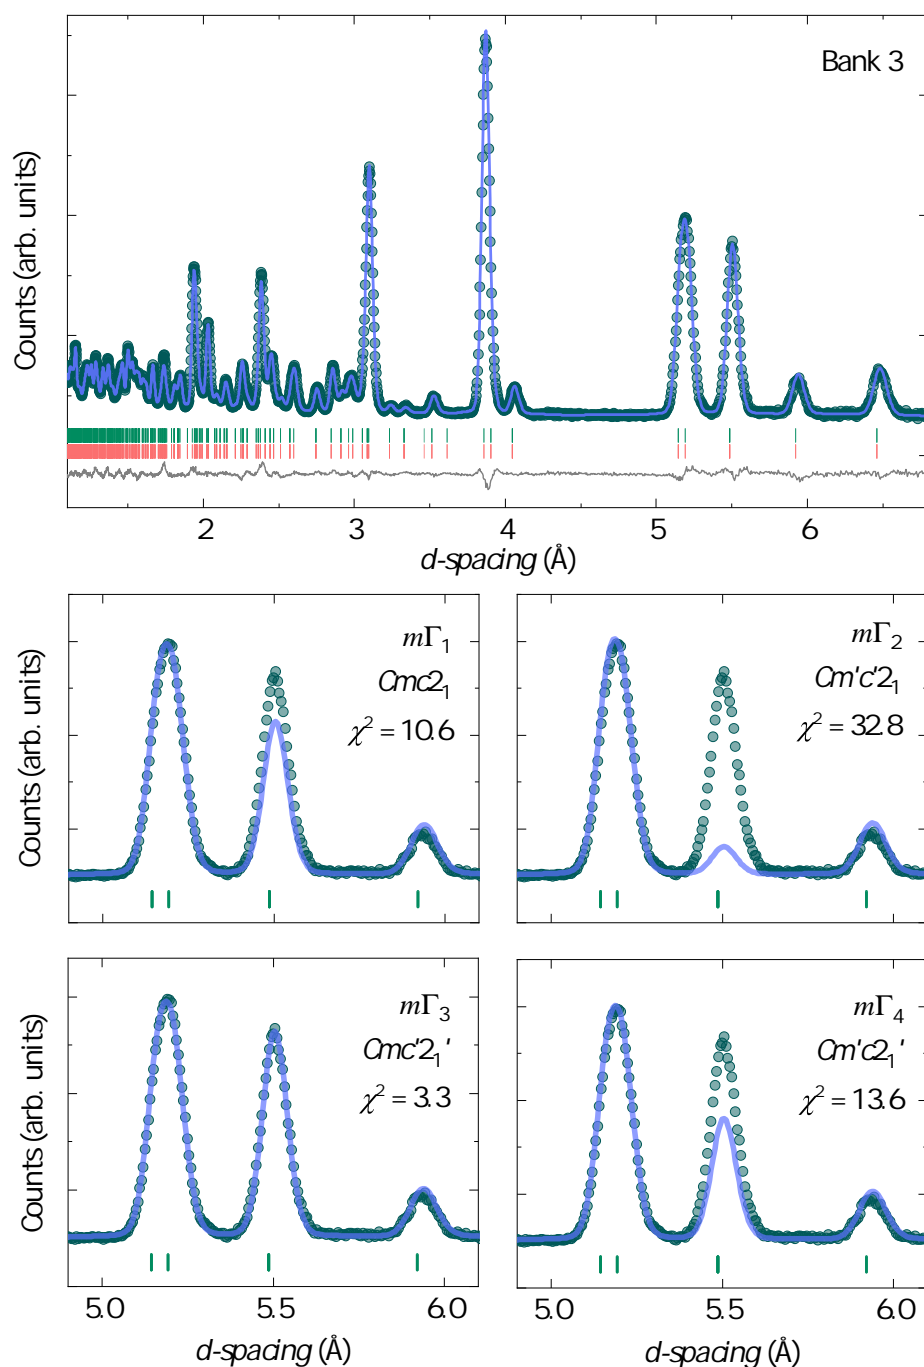 Bank 3
Counts (arb. units)
2 3 4 5 6
d-spacing (Å)
mΓ₁
Cmc2₁
χ² = 10.6
Counts (arb. units)
mΓ₂
Cm'c'2₁
χ² = 32.8
mΓ₃
Cmc'2₁'
χ² = 3.3
Counts (arb. units)
5.0 5.5 6.0
d-spacing (Å)
mΓ₄
Cm'c2₁'
χ² = 13.6
5.0 5.5 6.0
d-spacing (Å)